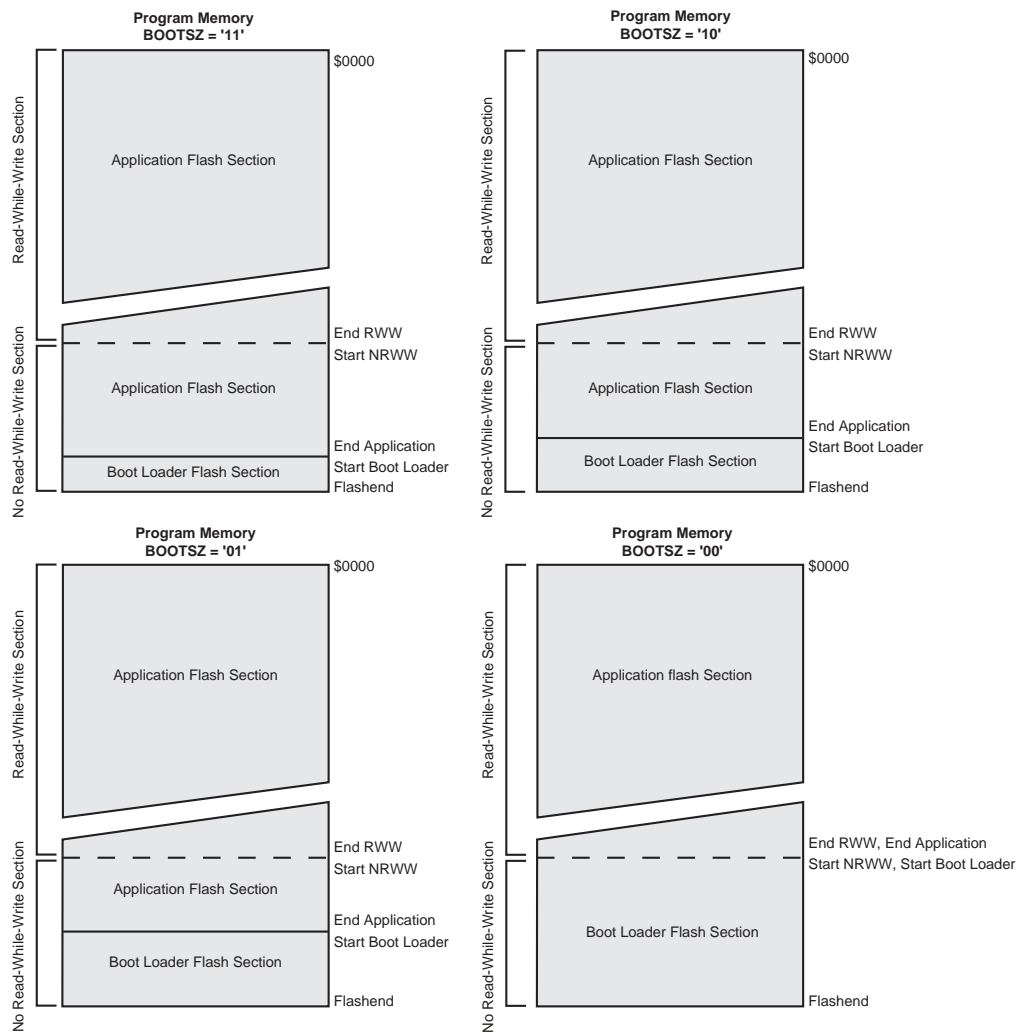 Program Memory
BOOTSZ = '11'
$0000
Read-While-Write Section
Application Flash Section
End RWW
Start NRWW
No Read-While-Write Section
Application Flash Section
End Application
Start Boot Loader
Boot Loader Flash Section
Flashend
Program Memory
BOOTSZ = '10'
$0000
Read-While-Write Section
Application Flash Section
End RWW
Start NRWW
No Read-While-Write Section
Application Flash Section
End Application
Start Boot Loader
Boot Loader Flash Section
Flashend
Program Memory
BOOTSZ = '01'
$0000
Read-While-Write Section
Application Flash Section
End RWW
Start NRWW
No Read-While-Write Section
Application Flash Section
End Application
Start Boot Loader
Boot Loader Flash Section
Flashend
Program Memory
BOOTSZ = '00'
$0000
Read-While-Write Section
Application flash Section
End RWW, End Application
Start NRWW, Start Boot Loader
No Read-While-Write Section
Boot Loader Flash Section
Flashend